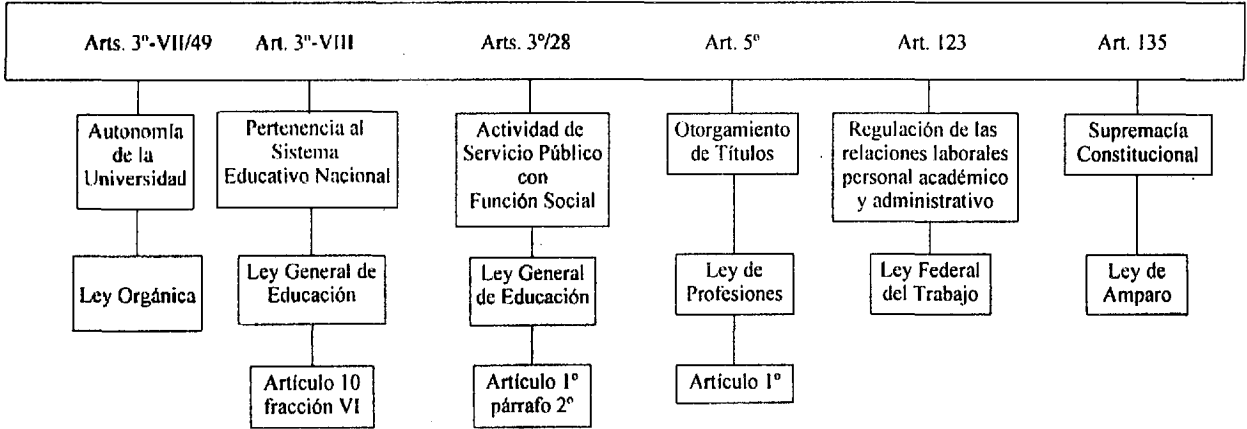 Arts. 3º-VII/49
Art. 3º-VIII
Arts. 3º/28
Art. 5º
Art. 123
Art. 135
Autonomía
de la
Universidad
Pertenencia al
Sistema
Educativo Nacional
Actividad de
Servicio Público
con
Función Social
Otorgamiento
de Títulos
Regulación de las
relaciones laborales
personal académico
y administrativo
Supremacía
Constitucional
Ley Orgánica
Ley General de
Educación
Ley General
de Educación
Ley de
Profesiones
Ley Federal
del Trabajo
Ley de
Amparo
Artículo 10
fracción VI
Artículo 1º
párrafo 2º
Artículo 1º